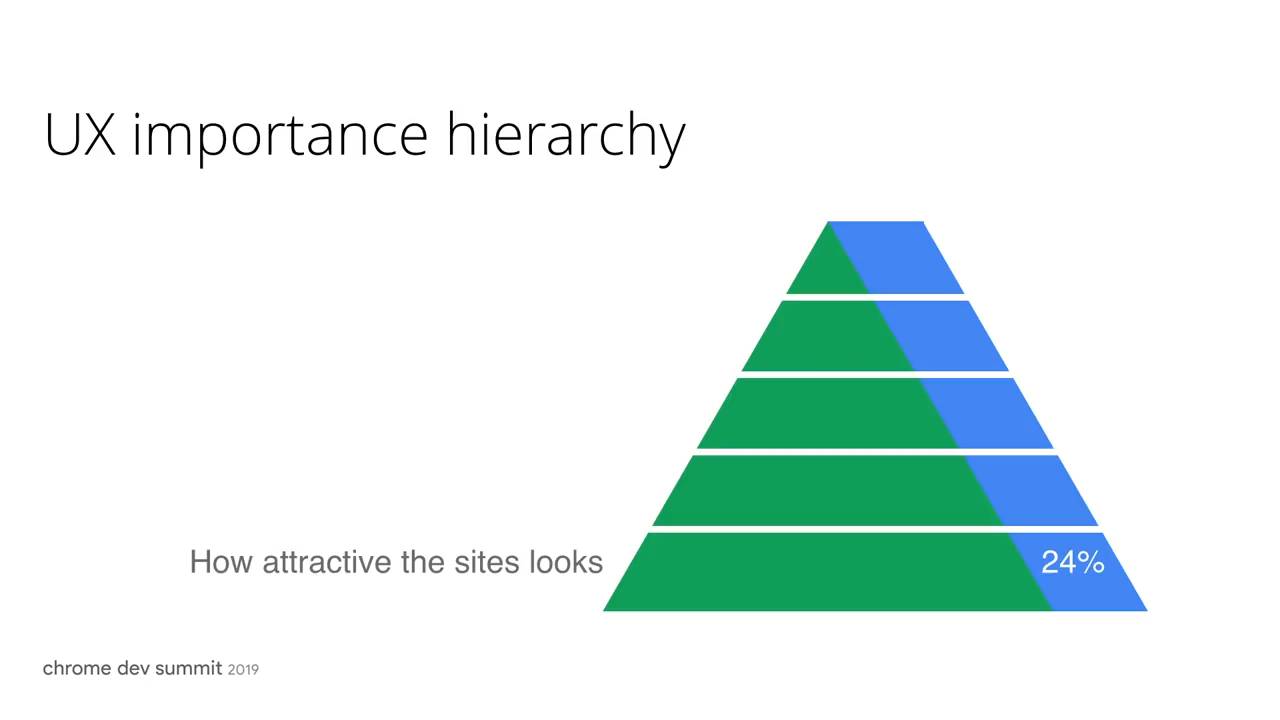 UX importance hierarchy
How attractive the sites looks
24%
chrome dev summit 2019